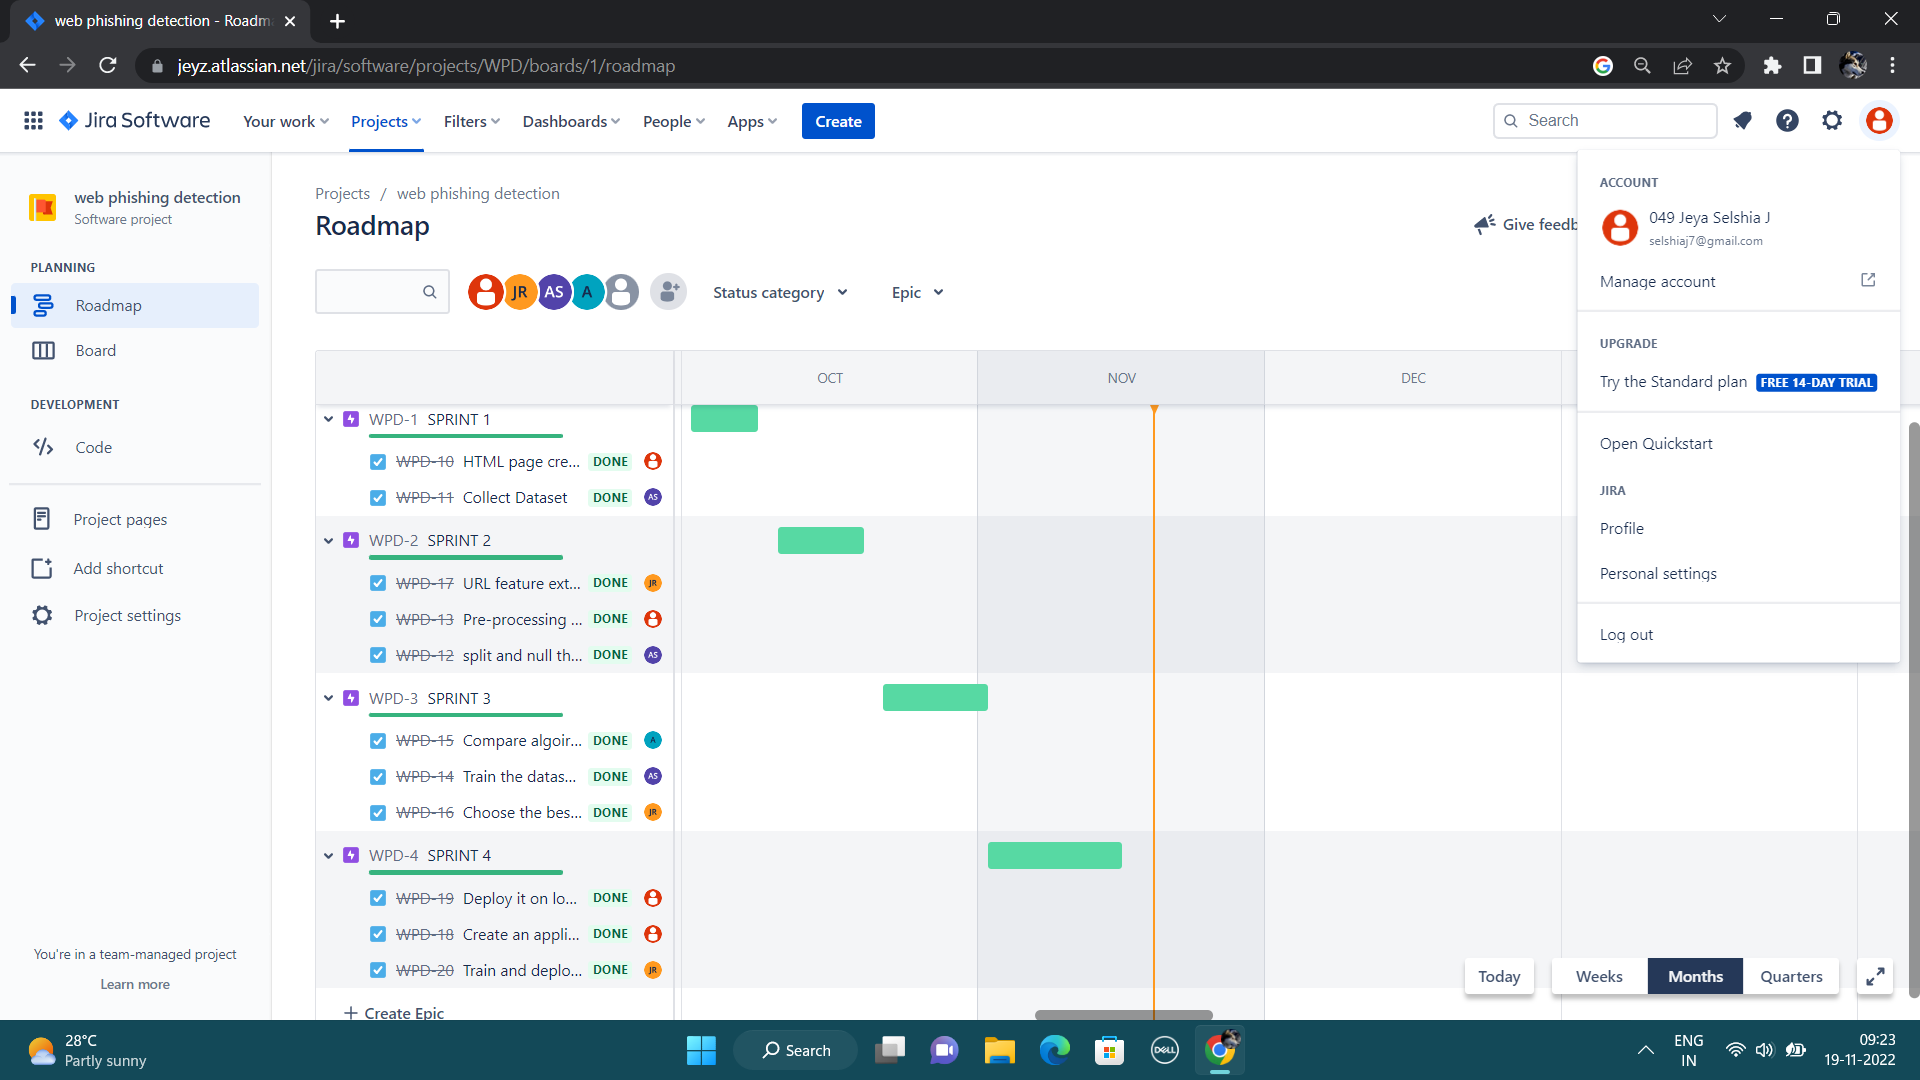 web phishing detection - Roadm
jeyz.atlassian.net/jira/software/projects/WPD/boards/1/roadmap
Jira Software
Your work
Projects
Filters
Dashboards
People
Apps
Create
Search
web phishing detection
Software project
PLANNING
Roadmap
Board
DEVELOPMENT
Code
Project pages
Add shortcut
Project settings
You're in a team-managed project
Learn more
Projects / web phishing detection
Roadmap
Give feedb
JR AS A
Status category
Epic
OCT NOV DEC
WPD-1 SPRINT 1
WPD-10 HTML page cre... DONE
WPD-11 Collect Dataset DONE AS
WPD-2 SPRINT 2
WPD-17 URL feature ext... DONE JR
WPD-13 Pre-processing ... DONE
WPD-12 split and null th... DONE AS
WPD-3 SPRINT 3
WPD-15 Compare algoir... DONE A
WPD-14 Train the datas... DONE AS
WPD-16 Choose the bes... DONE JR
WPD-4 SPRINT 4
WPD-19 Deploy it on lo... DONE
WPD-18 Create an appli... DONE
WPD-20 Train and deplo... DONE JR
+ Create Epic
Today
Weeks
Months
Quarters
ACCOUNT
049 Jeya Selshia J
selshiaj7@gmail.com
Manage account
UPGRADE
Try the Standard plan FREE 14-DAY TRIAL
Open Quickstart
JIRA
Profile
Personal settings
Log out
28°C
Partly sunny
Search
DELL
ENG
IN
09:23
19-11-2022